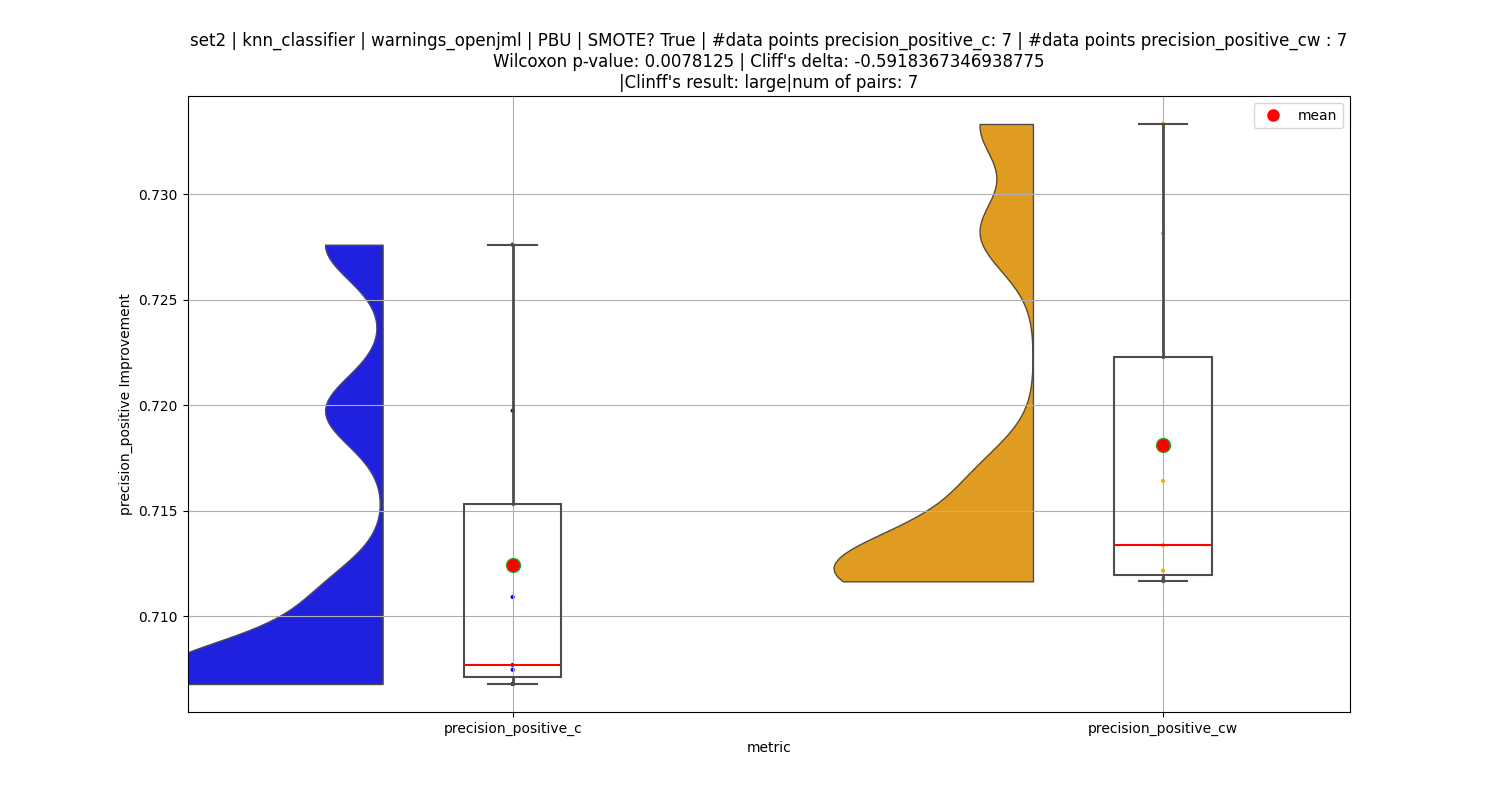 set2 | knn_classifier | warnings_openjml | PBU | SMOTE? True | #data points precision_positive_c: 7 | #data points precision_positive_cw : 7
Wilcoxon p-value: 0.0078125 | Cliff's delta: -0.5918367346938775
|Clinff's result: large|num of pairs: 7
mean
0.730
0.725
0.720
0.715
0.710
precision_positive Improvement
precision_positive_c
precision_positive_cw
metric